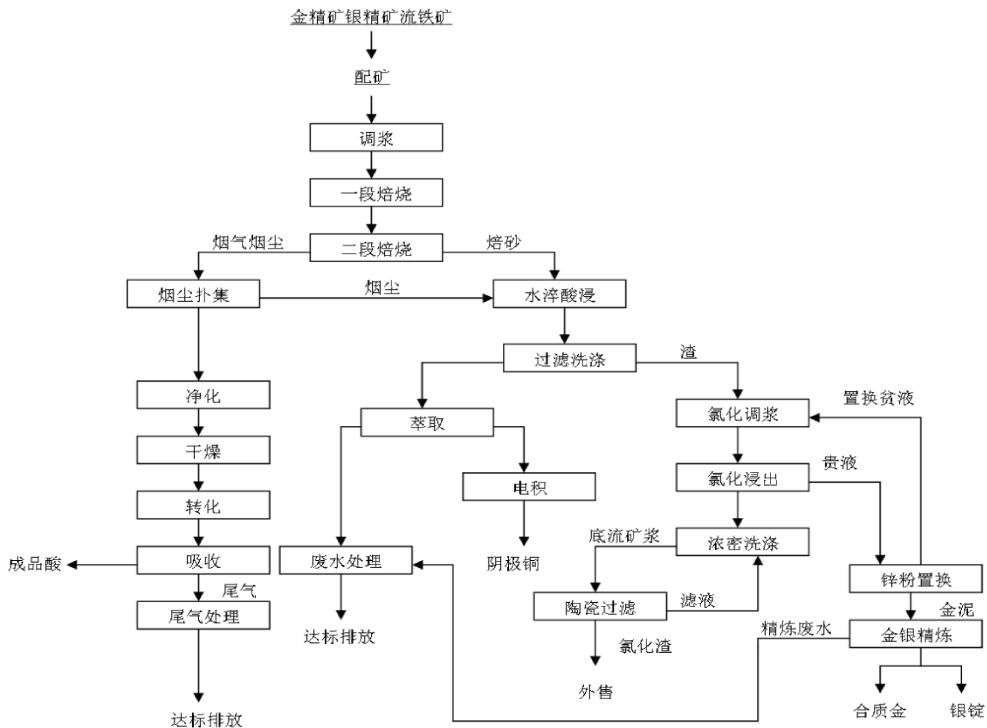 金精矿银精矿流铁矿
配矿
调浆
一段焙烧
烟气烟尘
二段焙烧
焙砂
烟尘扑集
烟尘
水淬酸浸
过滤洗涤
渣
净化
萃取
氯化调浆
置换贫液
干燥
贵液
电积
氯化浸出
转化
底流矿浆
浓密洗涤
成品酸
吸收
废水处理
阴极铜
锌粉置换
尾气
陶瓷过滤
滤液
金泥
尾气处理
达标排放
氯化渣
精炼废水
金银精炼
外售
达标排放
合质金
银锭